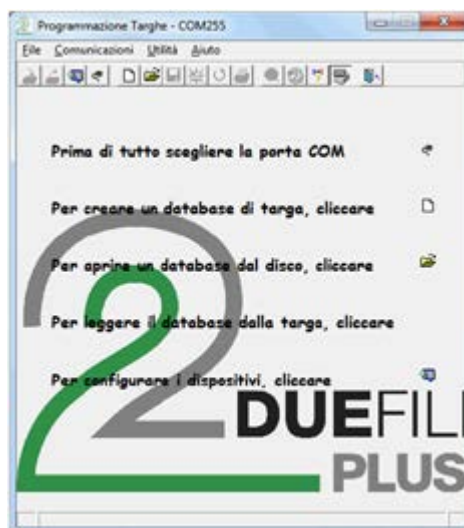 Programmazione Targhe - COM255
File Comunicazioni Utilità Aiuto
Prima di tutto scegliere la porta COM
Per creare un database di targa, cliccare
Per aprire un database dal disco, cliccare
Per leggere il database dalla targa, cliccare
Per configurare i dispositivi, cliccare
2
DUEFILI
PLUS